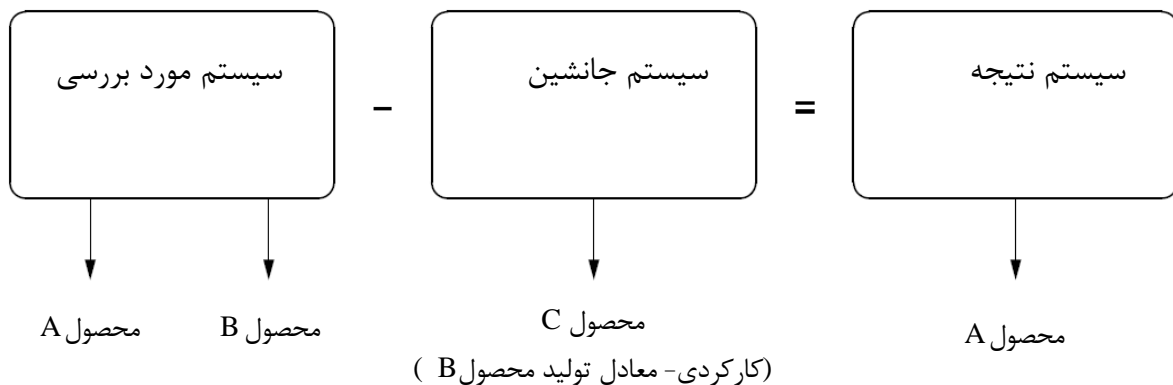 سیستم مورد بررسی
–
سیستم جانشین
=
سیستم نتیجه
محصول A
محصول B
محصول C
(کارکردی- معادل تولید محصول B )
محصول A